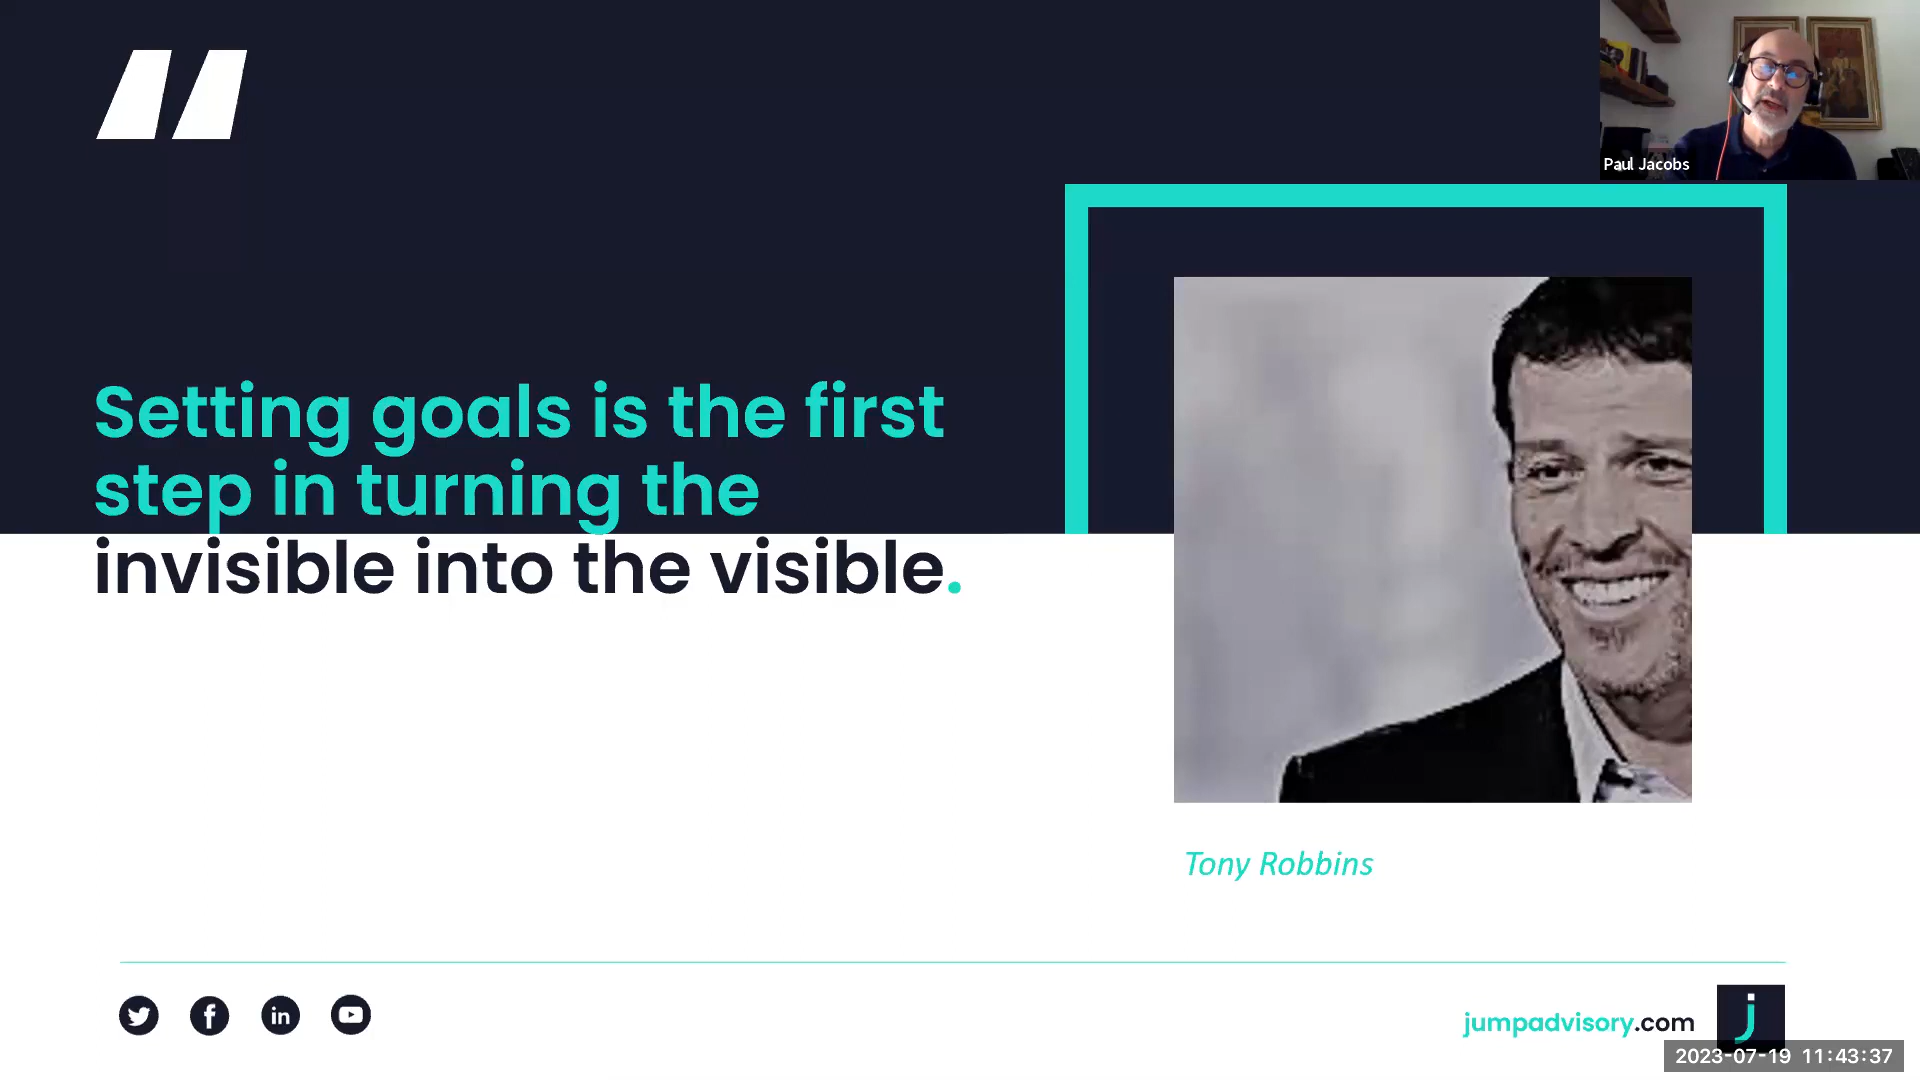 Paul Jacobs
Setting goals is the first
step in turning the
invisible into the visible.
Tony Robbins
jumpadvisory.com
j
2023-07-19 11:43:37